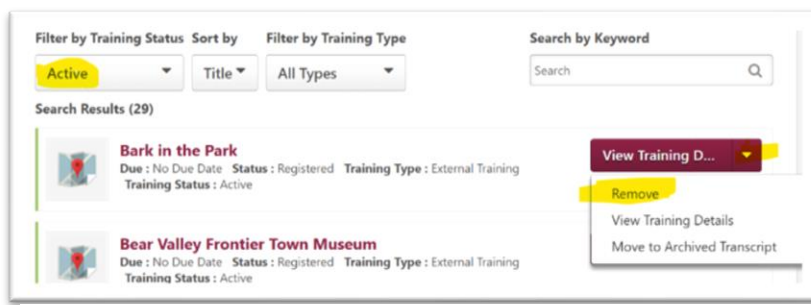 Filter by Training Status Sort by Filter by Training Type Search by Keyword
Active Title All Types Search
Search Results (29)
Bark in the Park View Training D...
Due : No Due Date Status : Registered Training Type : External Training
Training Status : Active
Remove
View Training Details
Move to Archived Transcript
Bear Valley Frontier Town Museum
Due : No Due Date Status : Registered Training Type : External Training
Training Status : Active